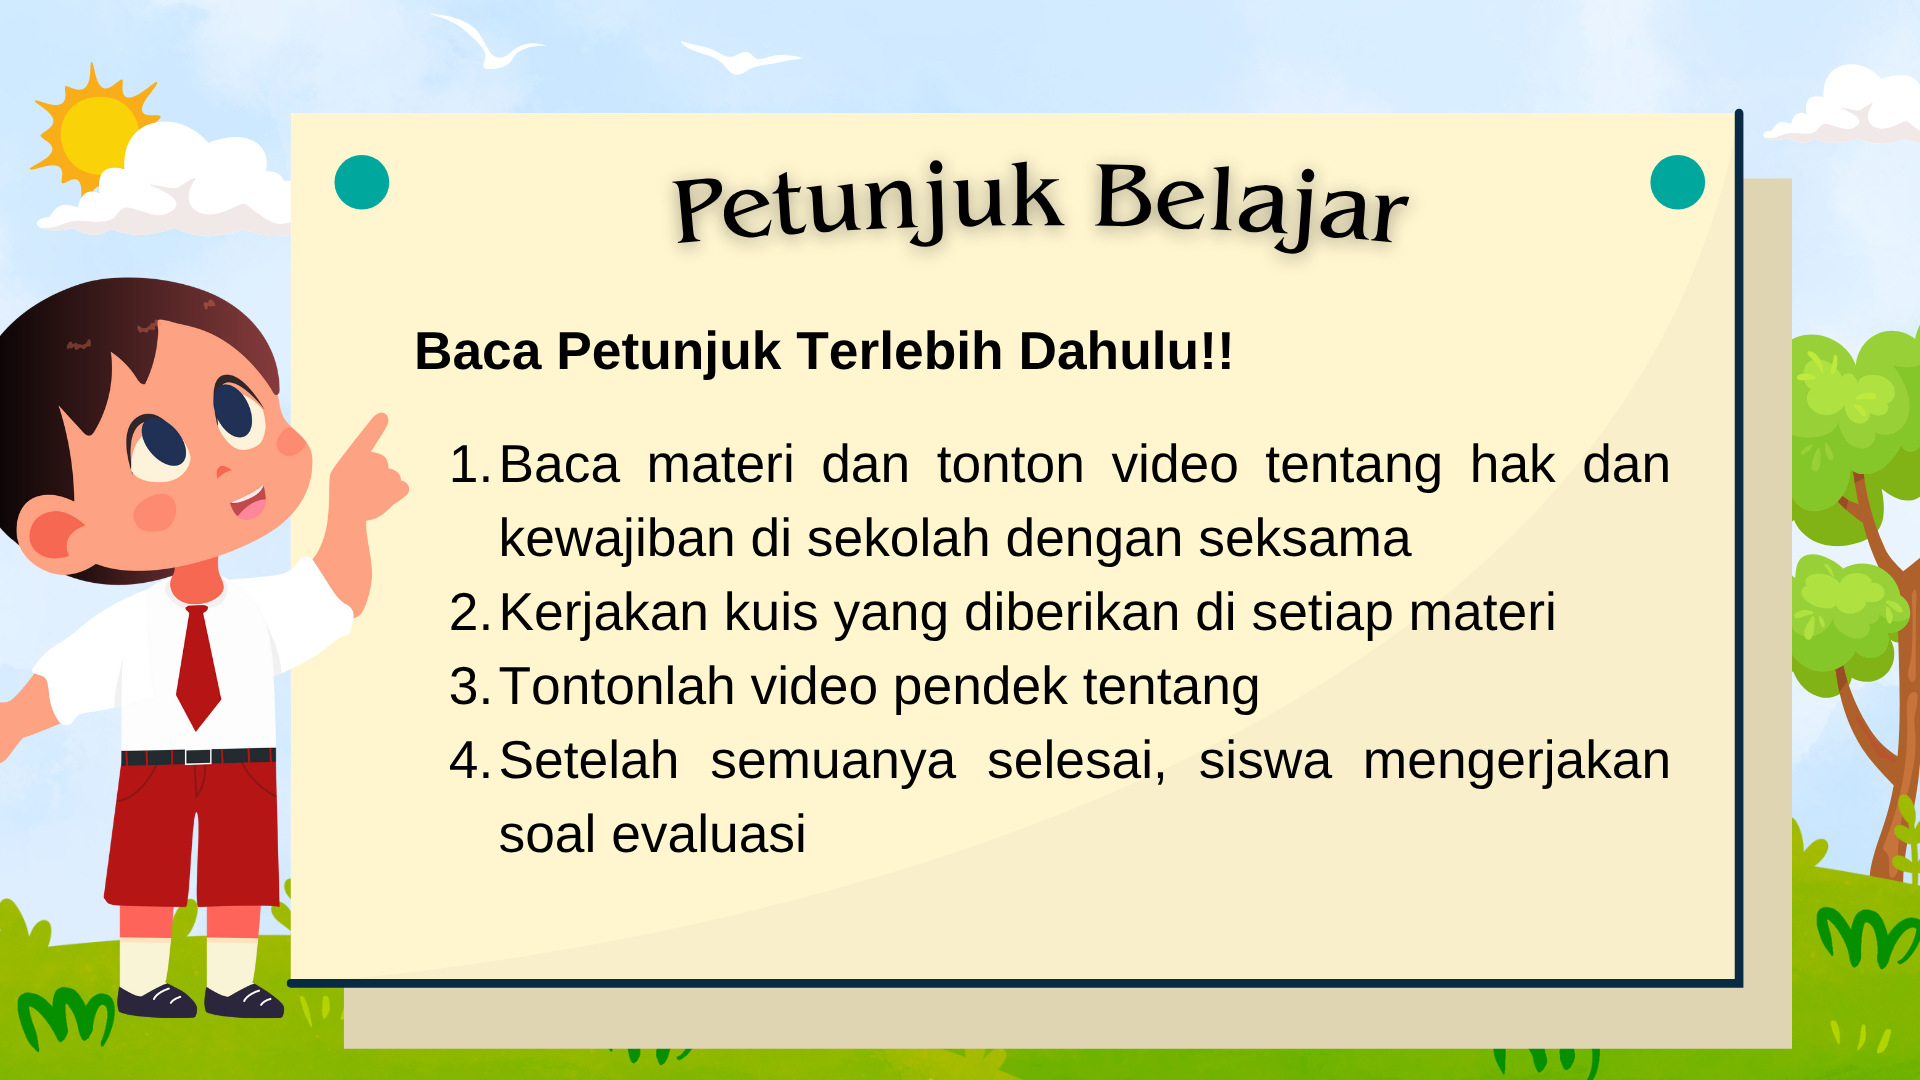 Petunjuk Belajar
Baca Petunjuk Terlebih Dahulu!!
1. Baca materi dan tonton video tentang hak dan
kewajiban di sekolah dengan seksama
2. Kerjakan kuis yang diberikan di setiap materi
3. Tontonlah video pendek tentang
4. Setelah semuanya selesai, siswa mengerjakan
soal evaluasi